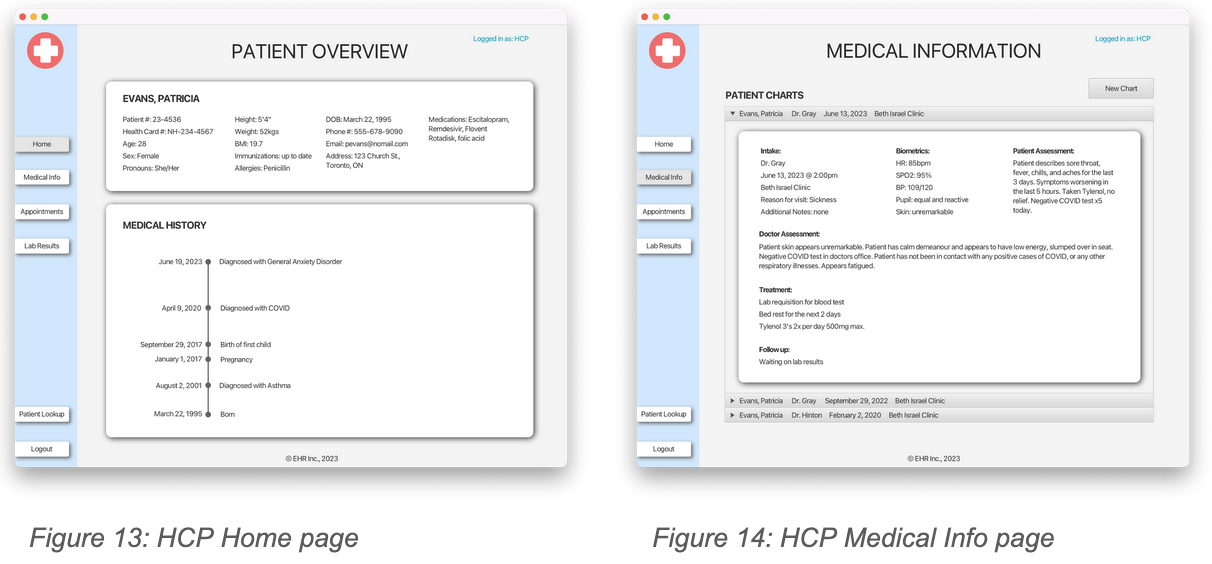 Logged in as: HCP
PATIENT OVERVIEW
EVANS, PATRICIA
Patient #: 23-4536
Health Card #: NH-234-4567
Age: 28
Sex: Female
Pronouns: She/Her
Height: 5'4"
Weight: 52kgs
BMI: 19.7
Immunizations: up to date
Allergies: Penicillin
DOB: March 22, 1995
Phone #: 555-678-9090
Email: pevans@nomail.com
Address: 123 Church St.,
Toronto, ON
Medications: Escitalopram,
Remdesivir, Flovent
Rotadisk, folic acid
Home
Medical Info
Appointments
Lab Results
Patient Lookup
Logout
MEDICAL HISTORY
June 19, 2023 Diagnosed with General Anxiety Disorder
April 9, 2020 Diagnosed with COVID
September 29, 2017 Birth of first child
January 1, 2017 Pregnancy
August 2, 2001 Diagnosed with Asthma
March 22, 1995 Born
© EHR Inc., 2023
Figure 13: HCP Home page
Logged in as: HCP
MEDICAL INFORMATION
New Chart
PATIENT CHARTS
Home
Medical Info
Appointments
Lab Results
Patient Lookup
Logout
Evans, Patricia Dr. Gray June 13, 2023 Beth Israel Clinic
Intake:
Dr. Gray
June 13, 2023 @ 2:00pm
Beth Israel Clinic
Reason for visit: Sickness
Additional Notes: none
Biometrics:
HR: 85bpm
SPO2: 95%
BP: 109/120
Pupil: equal and reactive
Skin: unremarkable
Patient Assessment:
Patient describes sore throat,
fever, chills, and aches for the last
3 days. Symptoms worsening in
the last 5 hours. Taken Tylenol, no
relief. Negative COVID test x5
today.
Doctor Assessment:
Patient skin appears unremarkable. Patient has calm demeanour and appears to have low energy, slumped over in seat.
Negative COVID test in doctors office. Patient has not been in contact with any positive cases of COVID, or any other
respiratory illnesses. Appears fatigued.
Treatment:
Lab requisition for blood test
Bed rest for the next 2 days
Tylenol 3's 2x per day 500mg max.
Follow up:
Waiting on lab results
Evans, Patricia Dr. Gray September 29, 2022 Beth Israel Clinic
Evans, Patricia Dr. Hinton February 2, 2020 Beth Israel Clinic
© EHR Inc., 2023
Figure 14: HCP Medical Info page